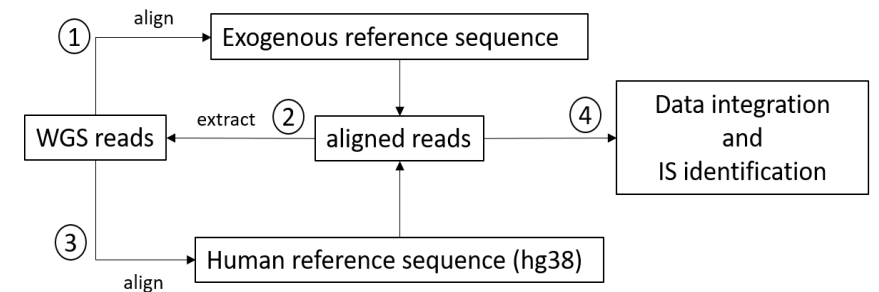 align
1
Exogenous reference sequence
WGS reads
extract
2
aligned reads
4
Data integration
and
IS identification
3
align
Human reference sequence (hg38)